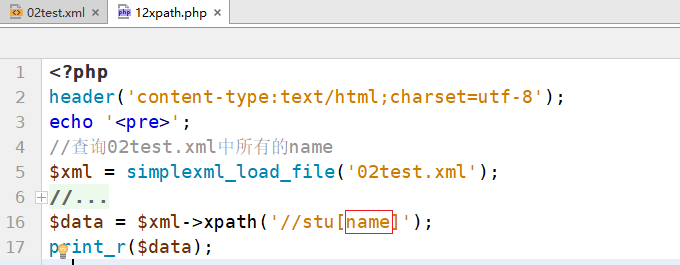 02test.xml 12xpath.php
1 <?php
2 header('content-type:text/html;charset=utf-8');
3 echo '<pre>';
4 //查询02test.xml中所有的name
5 $xml = simplexml_load_file('02test.xml');
6 //...
16 $data = $xml->xpath('//stu[name]');
17 print_r($data);